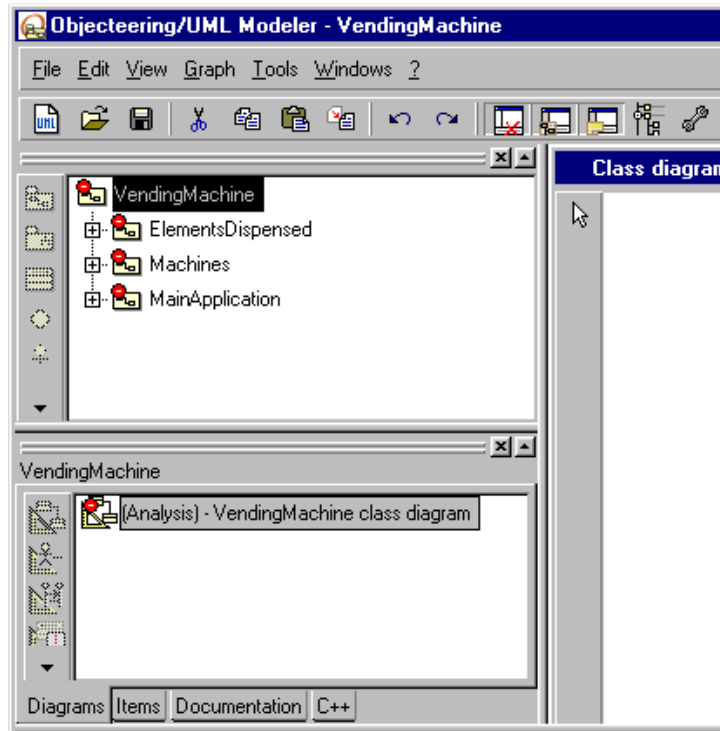 Objecteering/UML Modeler - VendingMachine
File Edit View Graph Tools Windows ?
UML
Class diagram
VendingMachine
ElementsDispensed
Machines
MainApplication
VendingMachine
(Analysis) - VendingMachine class diagram
Diagrams Items Documentation C++